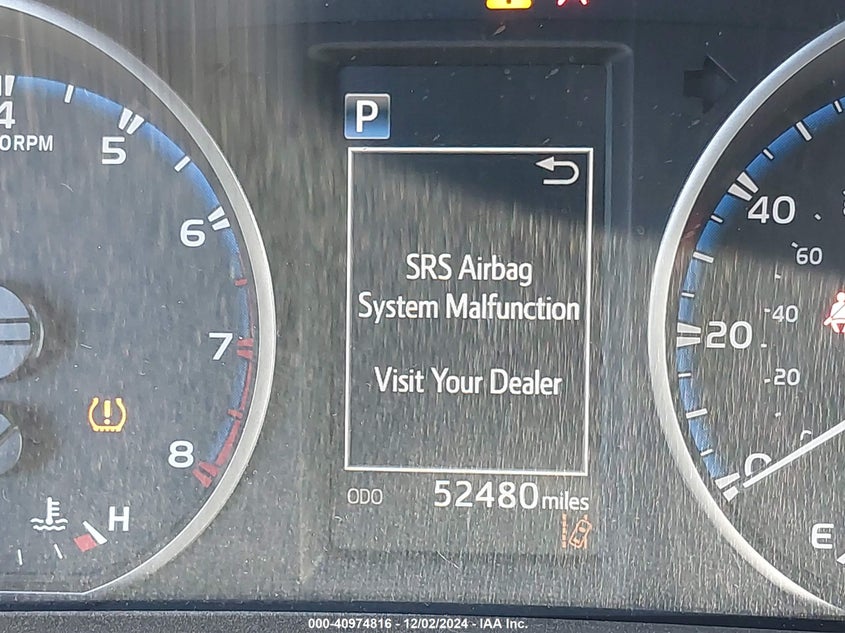 4
5
6
7
8
H
P
SRS Airbag
System Malfunction
Visit Your Dealer
ODO 52480 miles
40
60
40
20
20
0
E
000-40974816 - 12/02/2024 - IAA Inc.